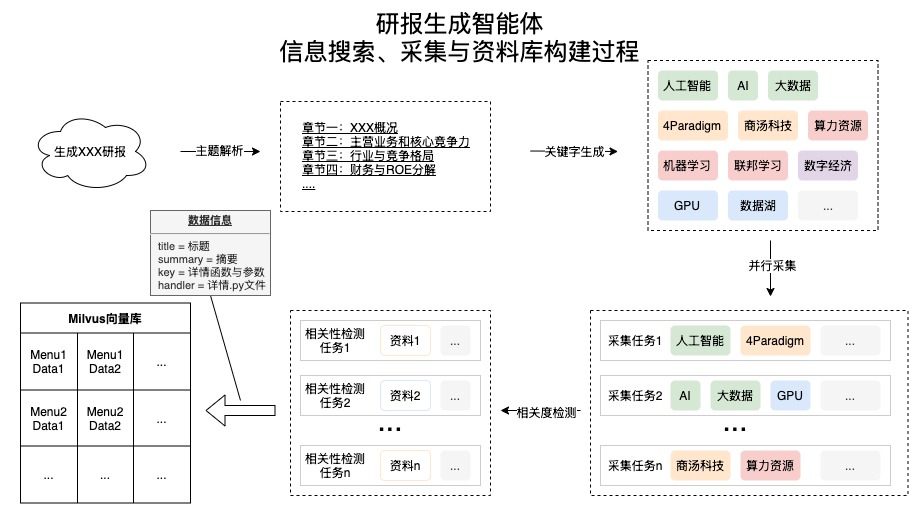 研报生成智能体
信息搜索、采集与资料库构建过程
生成XXX研报
主题解析
章节一：XXX概况
章节二：主营业务和核心竞争力
章节三：行业与竞争格局
章节四：财务与ROE分解
....
关键字生成
人工智能 AI 大数据
4Paradigm 商汤科技 算力资源
机器学习 联邦学习 数字经济
GPU 数据湖 ...
并行采集
采集任务1 人工智能 4Paradigm ...
采集任务2 AI 大数据 GPU ...
...
采集任务n 商汤科技 算力资源 ...
相关度检测
相关性检测
任务1
资料1 ...
相关性检测
任务2
资料2 ...
...
相关性检测
任务n
资料n ...
数据信息
title = 标题
summary = 摘要
key = 详情函数与参数
handler = 详情.py文件
Milvus向量库
Menu1 Menu1 ...
Data1 Data2
Menu2 Menu2 ...
Data1 Data2
... ... ...